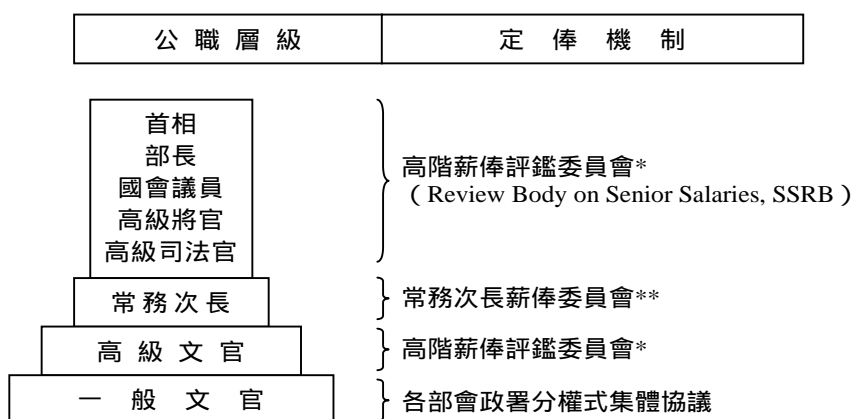 公職層級 定俸機制
首相
部長
國會議員
高級將官
高級司法官
高階薪俸評鑑委員會*
（Review Body on Senior Salaries, SSRB）
常務次長 常務次長薪俸委員會**
高級文官 高階薪俸評鑑委員會*
一般文官 各部會政署分權式集體協議